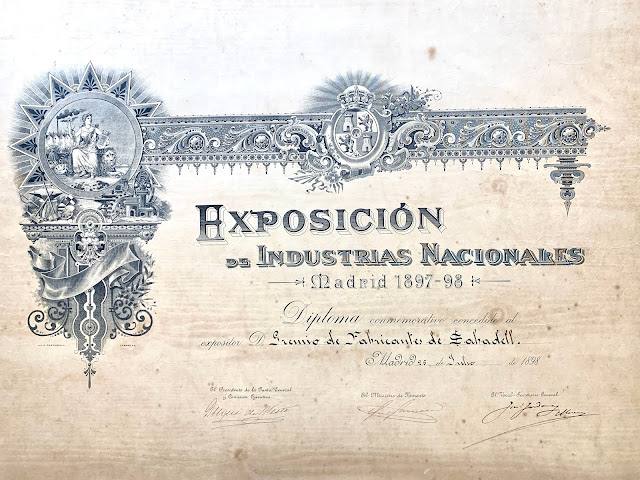 EXPOSICIÓN
DE INDUSTRIAS NACIONALES
Madrid 1897-98
Diploma conmemorativo concedido al
expositor D. Gremio de Fabricantes de Sabadell.
Madrid 25 de Julio de 1898
El Presidente de la Junta General
y Comisión Ejecutiva
El Ministro de Fomento
El Vocal-Secretario General